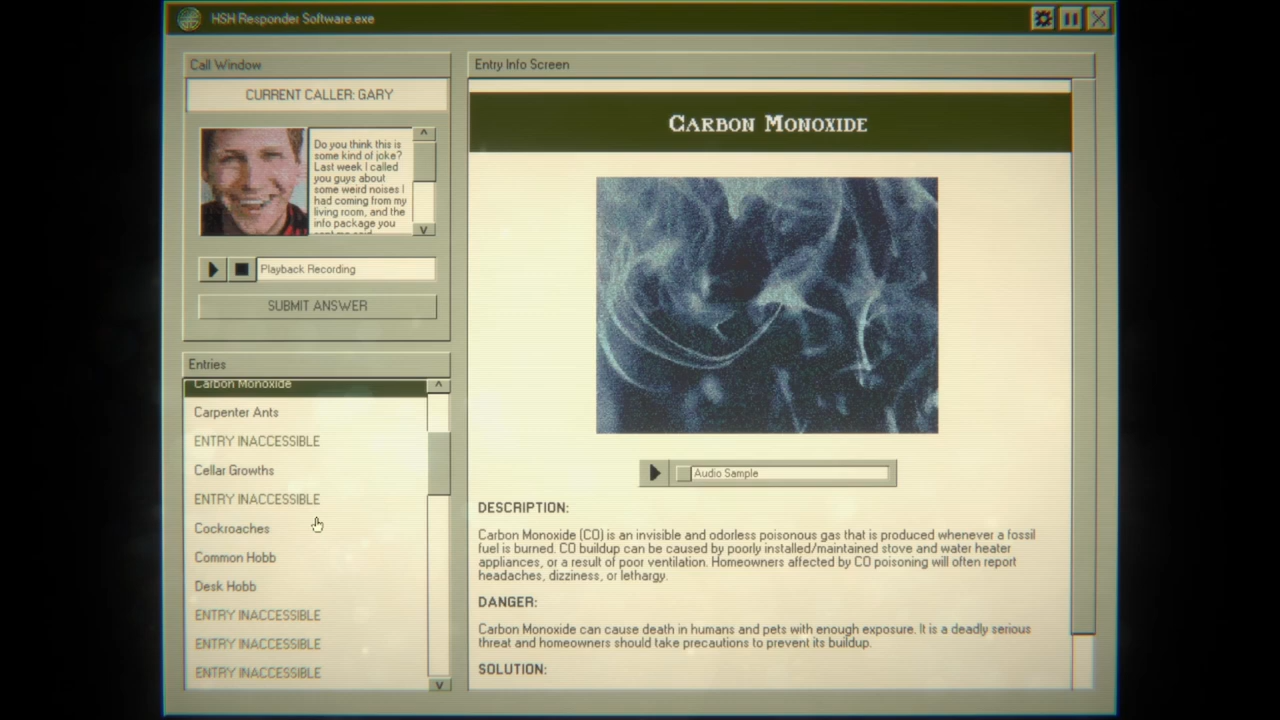 HSH Responder Software.exe
Call Window
CURRENT CALLER: GARY
Do you think this is
some kind of joke?
Last week I called
you guys about
some weird noises I
had coming from my
living room, and the
info package you
Playback Recording
SUBMIT ANSWER
Entries
Carbon Monoxide
Carpenter Ants
ENTRY INACCESSIBLE
Cellar Growths
ENTRY INACCESSIBLE
Cockroaches
Common Hobb
Desk Hobb
ENTRY INACCESSIBLE
ENTRY INACCESSIBLE
ENTRY INACCESSIBLE
Entry Info Screen
Carbon Monoxide
Audio Sample
DESCRIPTION:
Carbon Monoxide (CO) is an invisible and odorless poisonous gas that is produced whenever a fossil
fuel is burned. CO buildup can be caused by poorly installed/maintained stove and water heater
appliances, or a result of poor ventilation. Homeowners affected by CO poisoning will often report
headaches, dizziness, or lethargy.
DANGER:
Carbon Monoxide can cause death in humans and pets with enough exposure. It is a deadly serious
threat and homeowners should take precautions to prevent its buildup.
SOLUTION: